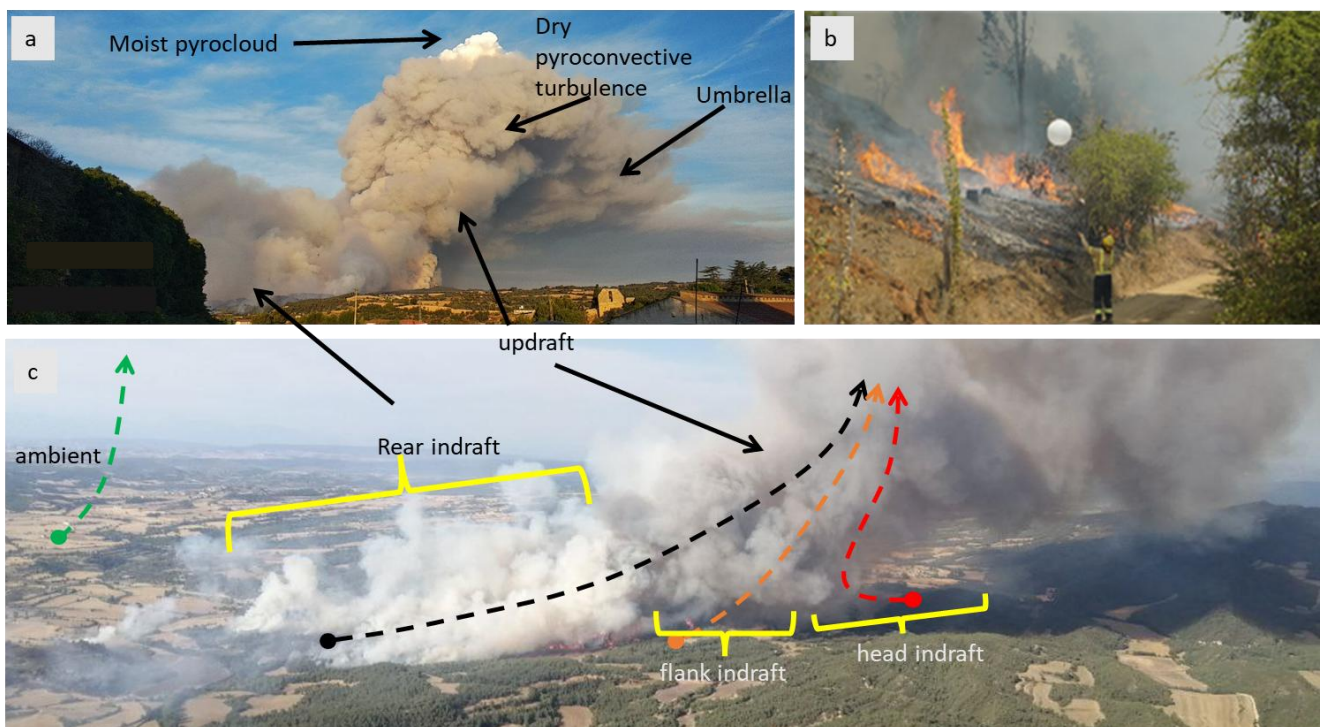 a
Moist pyrocloud
Dry
pyroconvective
turbulence
Umbrella
b
updraft
c
ambient
Rear indraft
flank indraft
head indraft